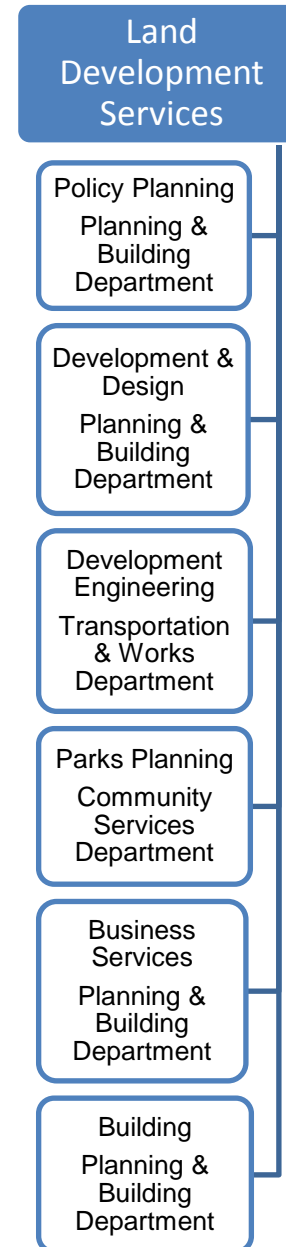 Land
Development
Services
Policy Planning
Planning &
Building
Department
Development &
Design
Planning &
Building
Department
Development
Engineering
Transportation
& Works
Department
Parks Planning
Community
Services
Department
Business
Services
Planning &
Building
Department
Building
Planning &
Building
Department